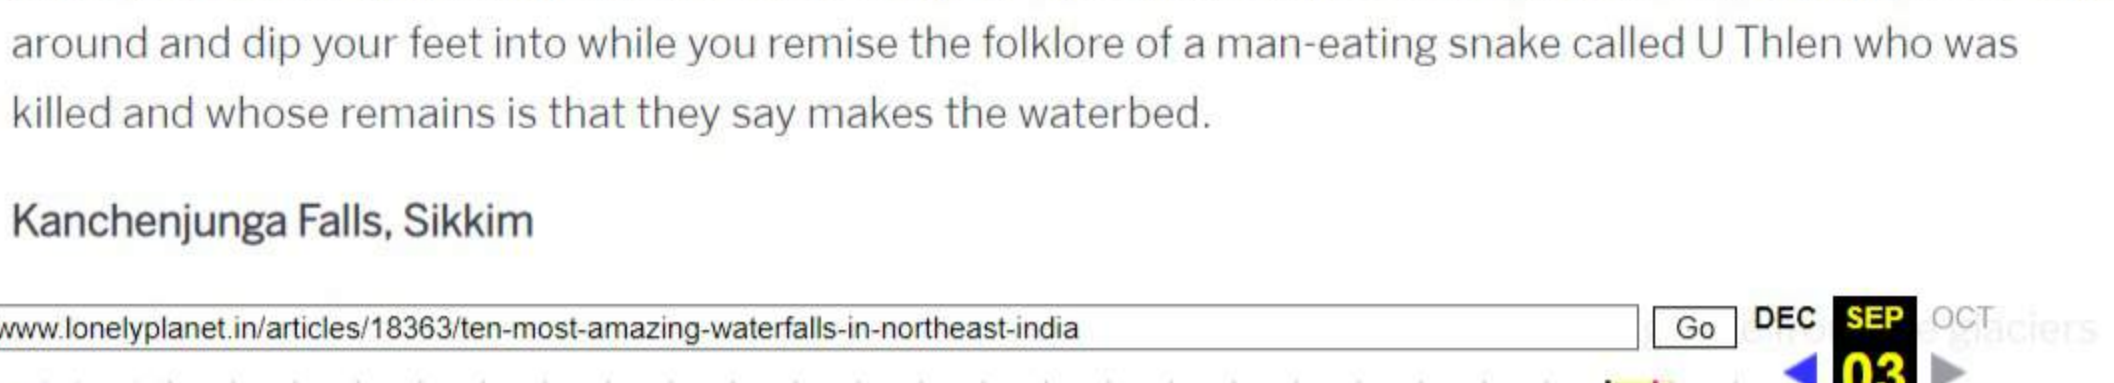 around and dip your feet into while you remise the folklore of a man-eating snake called U Thlen who was
killed and whose remains is that they say makes the waterbed.
Kanchenjunga Falls, Sikkim
www.lonelyplanet.in/articles/18363/ten-most-amazing-waterfalls-in-northeast-india Go DEC SEP OCT
glaciers
03